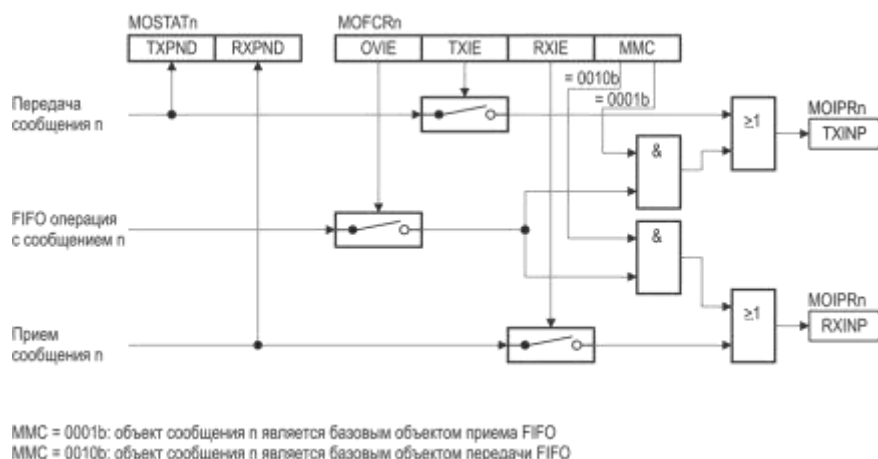 MOSTATn
MOFCRn
TXPND RXPND
OVIE TXIE RXIE MMC
= 0010b
= 0001b
Передача
сообщения n
≥1
MOIPRn
TXINP
&
FIFO операция
с сообщением n
&
≥1
MOIPRn
RXINP
Прием
сообщения n
MMC = 0001b: объект сообщения n является базовым объектом приема FIFO
MMC = 0010b: объект сообщения n является базовым объектом передачи FIFO